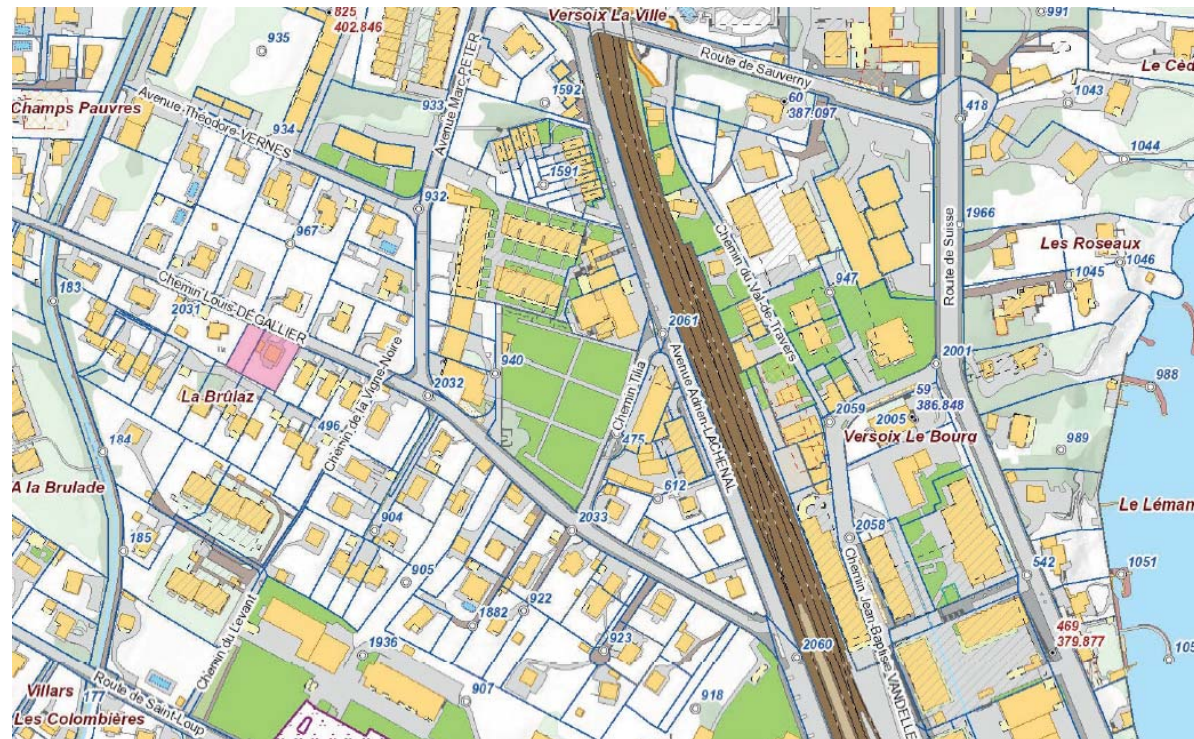 825
402.846
Versoix La Ville
991
935
Route de Sauverny
Le Céd
Champs Pauvres
Avenue Théodore-VERNES
934
933
Avenue Marc-PETER
1592
60
387.097
418
1043
1044
1591
932
967
1966
Les Roseaux
1046
1045
183
Chemin Louis-DÉGALLIER
2031
Chemin du Val-de-Travers
947
Route de Suisse
2061
940
2001
988
La Brûlaz
496
Chemin de la Vigne-Noire
2032
Chemin Tilia
Avenue Adrien-LACHENAL
59
386.848
2059
2005
Versoix Le Bourg
989
184
475
A la Brulade
612
Le Léman
185
904
2033
2058
905
542
1051
1882
922
Chemin Jean-Baptiste VANDELLE
469
379.877
923
1936
2060
105
Chemin du Levant
Villars
177
Route de Saint-Loup
Les Colombières
907
918